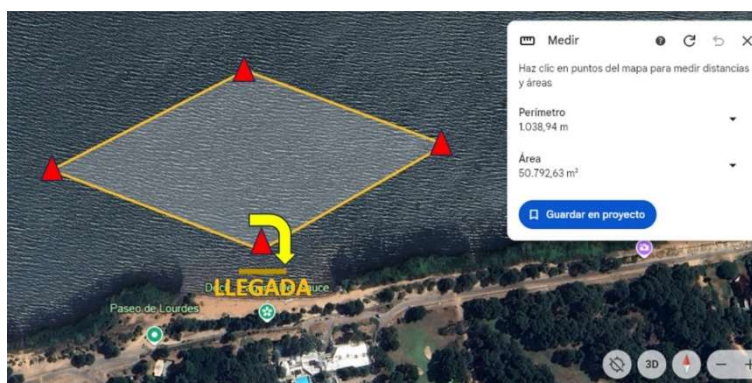 Medir
Haz clic en puntos del mapa para medir distancias
y áreas
Perímetro
1.038,94 m
Área
50.792,63 m²
Guardar en proyecto
LLEGADA
Paseo de Lourdes
3D